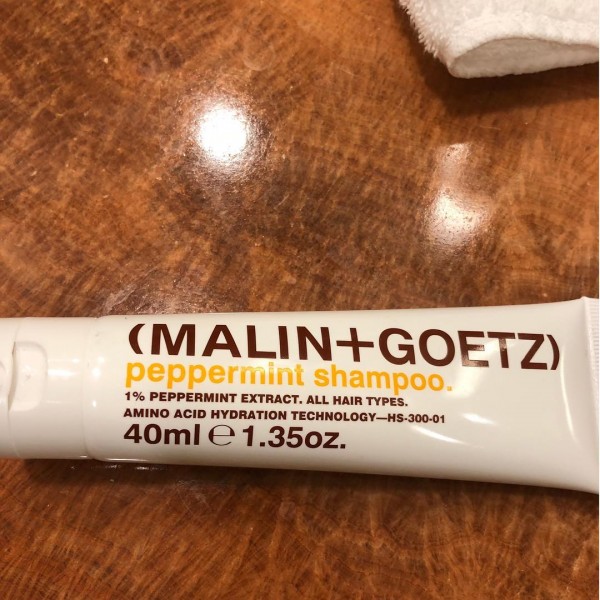 (MALIN+GOETZ)
peppermint shampoo.
1% PEPPERMINT EXTRACT. ALL HAIR TYPES.
AMINO ACID HYDRATION TECHNOLOGY—HS-300-01
40ml ℮ 1.35oz.